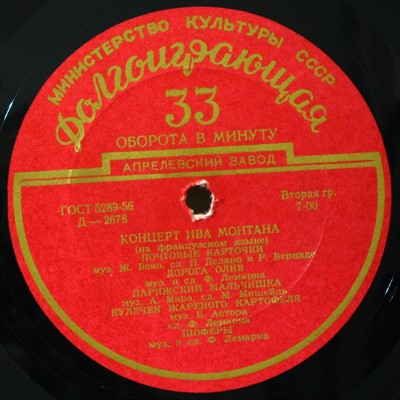 МИНИСТЕРСТВО КУЛЬТУРЫ СССР
Долгоиграющая
33
ОБОРОТА В МИНУТУ
АПРЕЛЕВСКИЙ ЗАВОД
ГОСТ 5289-56
Д—2678
Вторая гр.
7-00
КОНЦЕРТ ИВА МОНТАНА
(на французском языке)
ПОЧТОВЫЕ КАРТОЧКИ
муз. Ж. Бено, сл. П. Делано и Р. Вернаде
ДОРОГА ОЛИВ
муз. и сл. Ф. Лемарка
ПАРИЖСКИЙ МАЛЬЧИШКА
муз. А. Мара, сл. М. Мишейль
КУЛЕЧЕК ЖАРЕНОГО КАРТОФЕЛЯ
муз. Б. Астора
сл. Ф. Лемарка
ШОФЕРЫ
муз. и сл. Ф. Лемарка